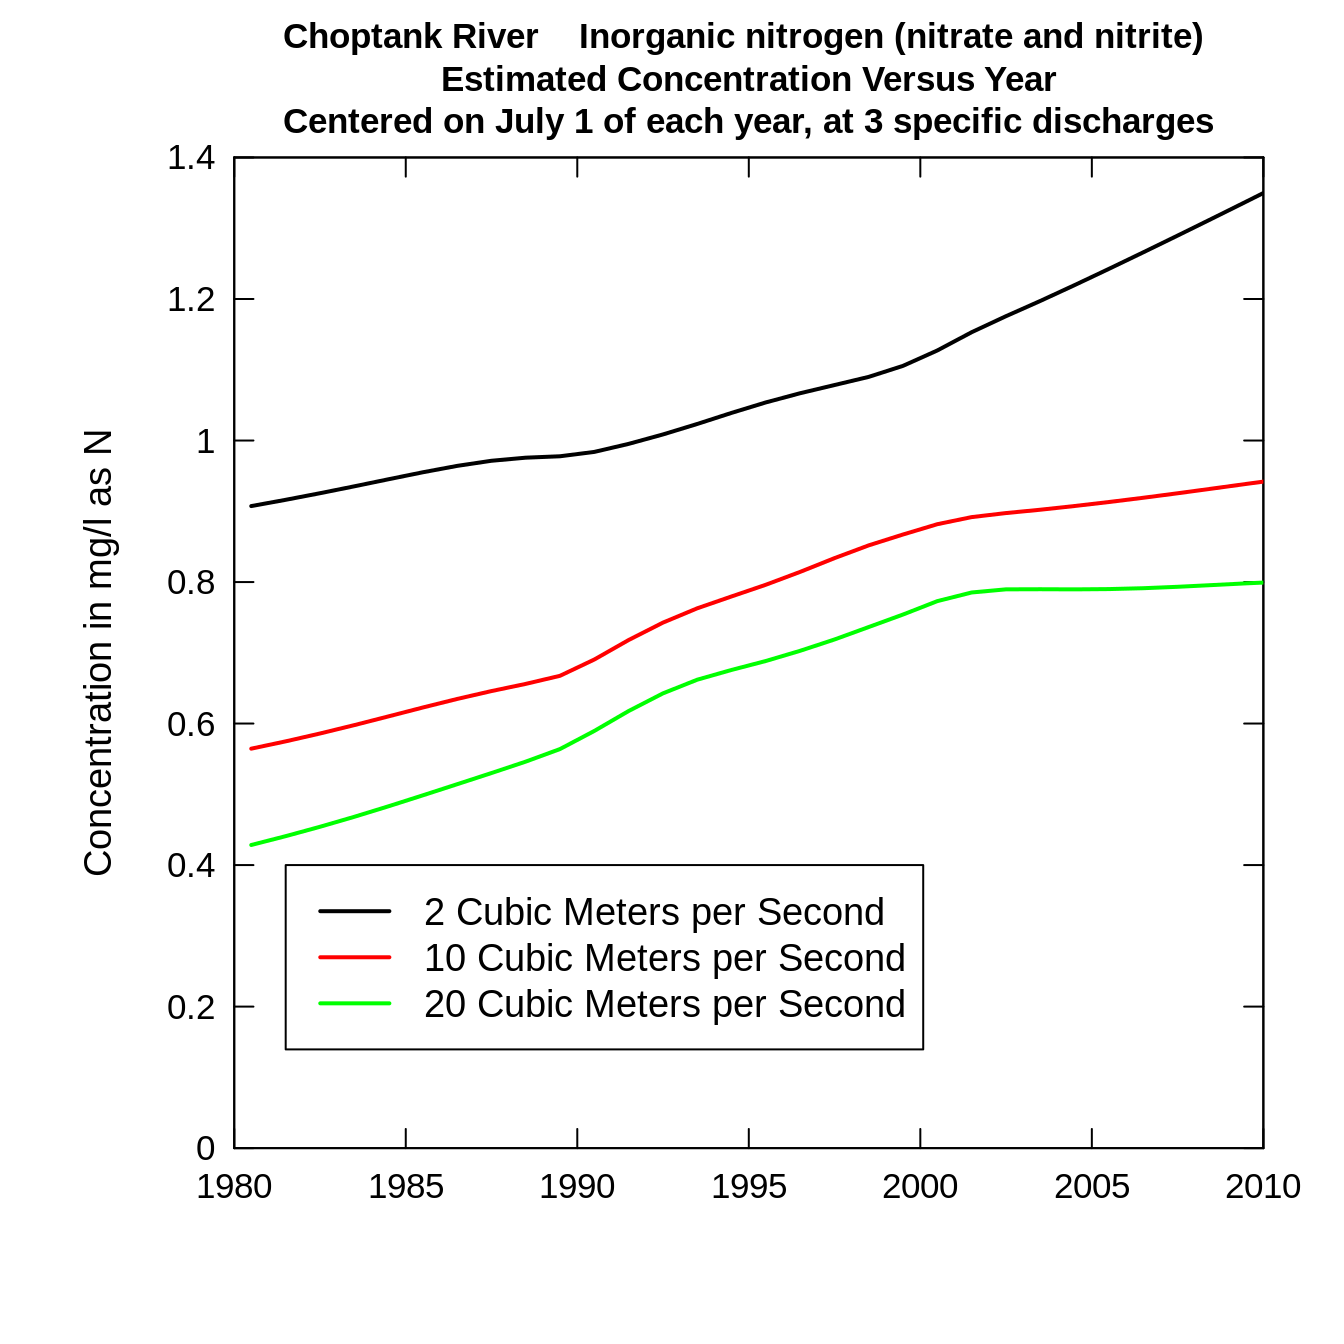 Choptank River Inorganic nitrogen (nitrate and nitrite)
Estimated Concentration Versus Year
Centered on July 1 of each year, at 3 specific discharges
Concentration in mg/l as N
1.4
1.2
1
0.8
0.6
0.4
0.2
0
2 Cubic Meters per Second
10 Cubic Meters per Second
20 Cubic Meters per Second
1980 1985 1990 1995 2000 2005 2010